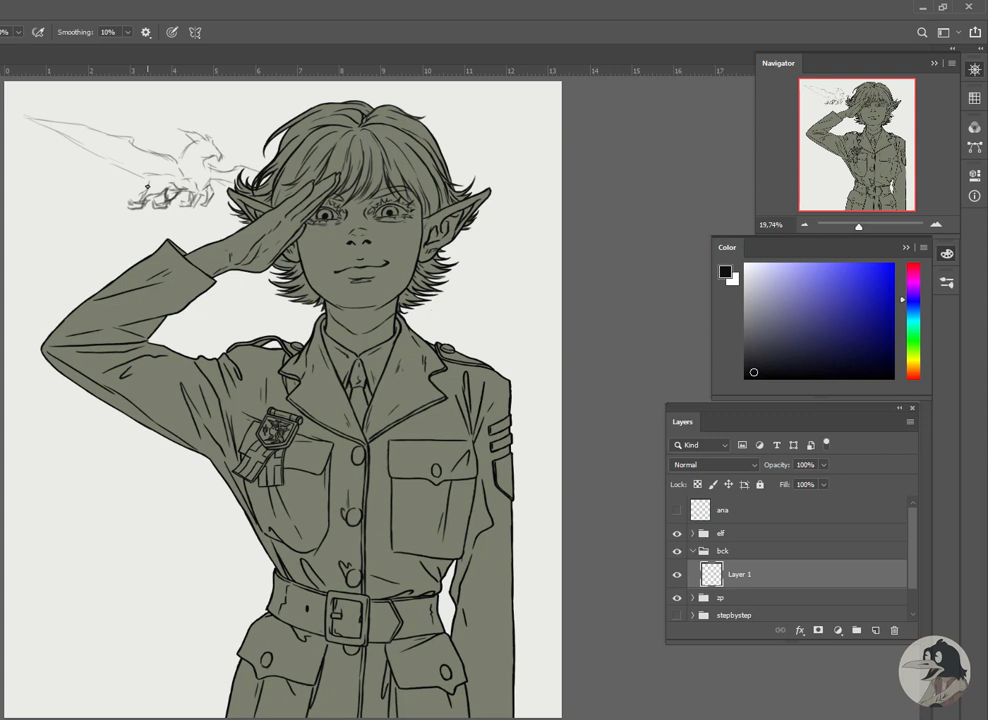 0%
Smoothing: 10%
0 1 2 3 4 5 6 7 8 9 10 11 12 13 14 15 16 17
Navigator
19,74%
Color
Layers
Kind
Normal Opacity: 100%
Lock: Fill: 100%
ana
elf
bck
Layer 1
zp
stepbystep